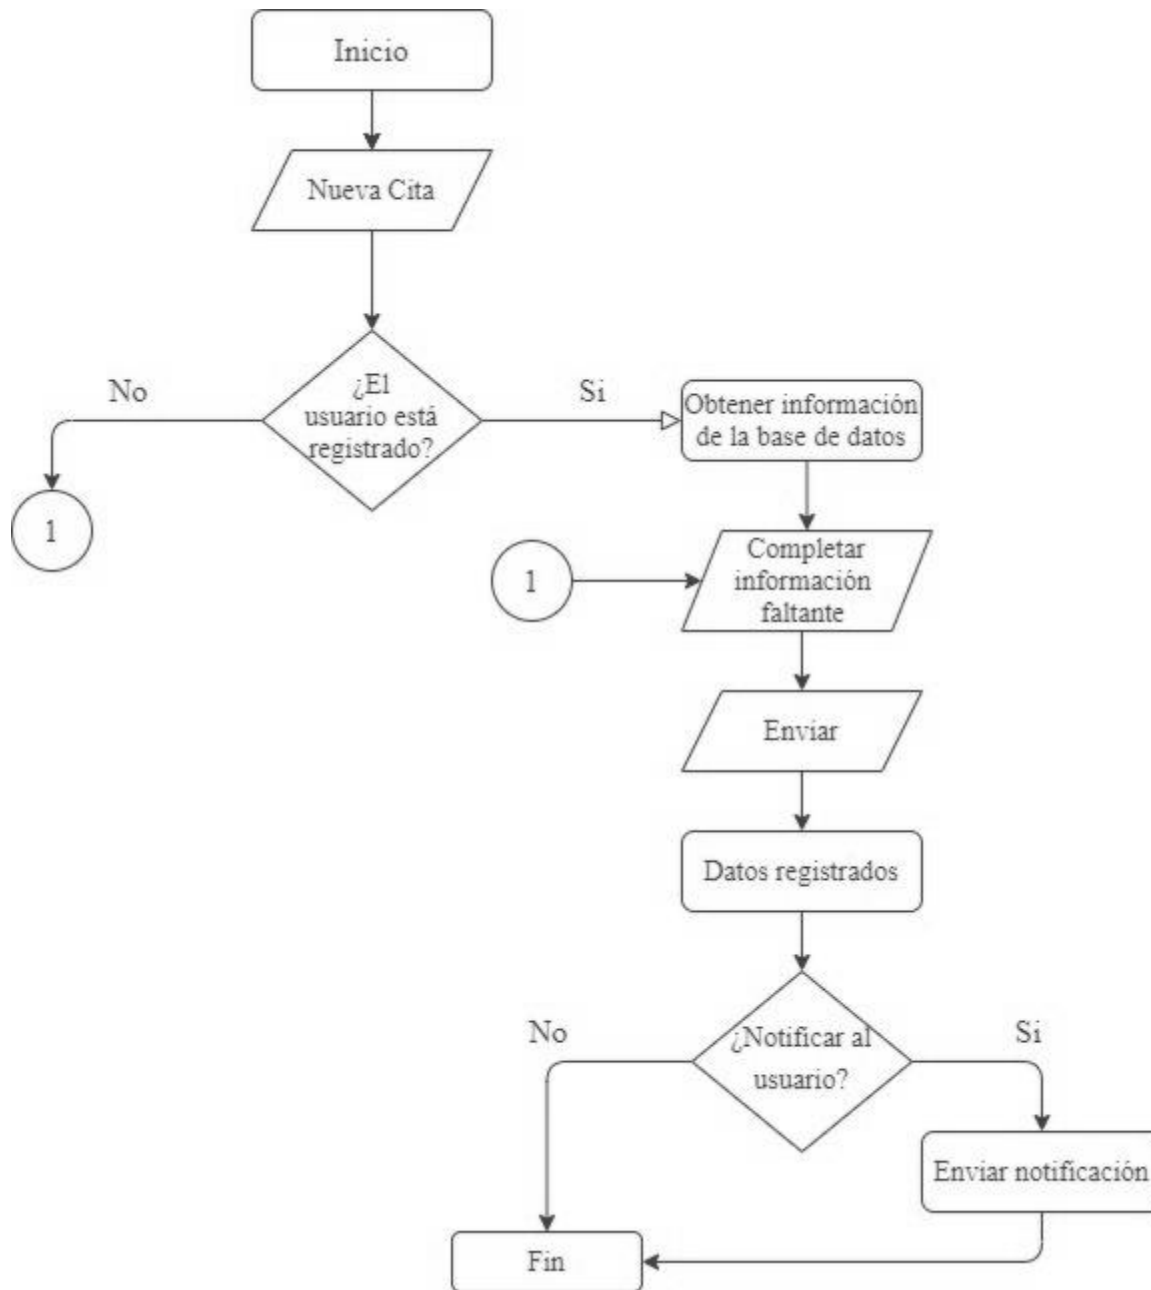 Inicio
Nueva Cita
¿El
usuario está
registrado?
No
Si
Obtener información
de la base de datos
1
1
Completar
información
faltante
Enviar
Datos registrados
¿Notificar al
usuario?
No
Si
Enviar notificación
Fin